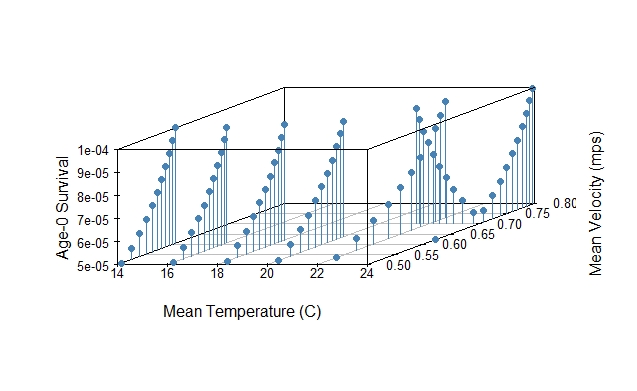 Age-0 Survival
1e-04
9e-05
8e-05
7e-05
6e-05
5e-05
14 16 18 20 22 24
0.50 0.55 0.60 0.65 0.70 0.75 0.80
Mean Temperature (C)
Mean Velocity (mps)